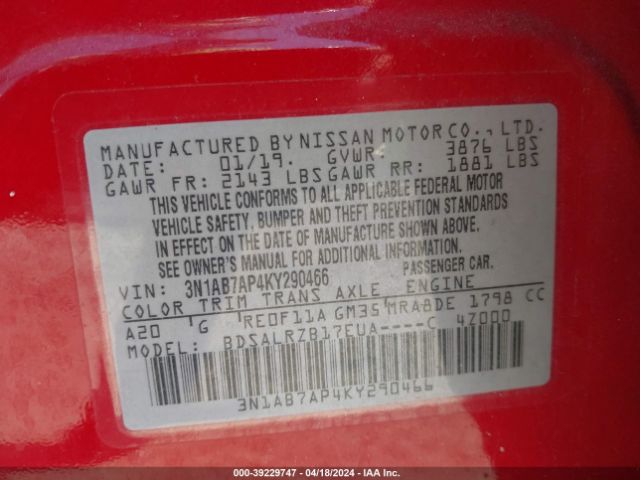 MANUFACTURED BY NISSAN MOTOR CO., LTD.
DATE: 01/19. GVWR: 3876 LBS
GAWR FR: 2143 LBS GAWR RR: 1881 LBS
THIS VEHICLE CONFORMS TO ALL APPLICABLE FEDERAL MOTOR
VEHICLE SAFETY, BUMPER AND THEFT PREVENTION STANDARDS
IN EFFECT ON THE DATE OF MANUFACTURE SHOWN ABOVE.
SEE OWNER'S MANUAL FOR ADDITIONAL INFORMATION.
VIN: 3N1AB7AP4KY290466 PASSENGER CAR.
COLOR TRIM TRANS AXLE ENGINE
A20 G RE0F11A GM35 MRA8DE 1798 CC
MODEL: BDSALRZB17EUA----C 4Z000
3N1AB7AP4KY290466
000-39229747 - 04/18/2024 - IAA Inc.